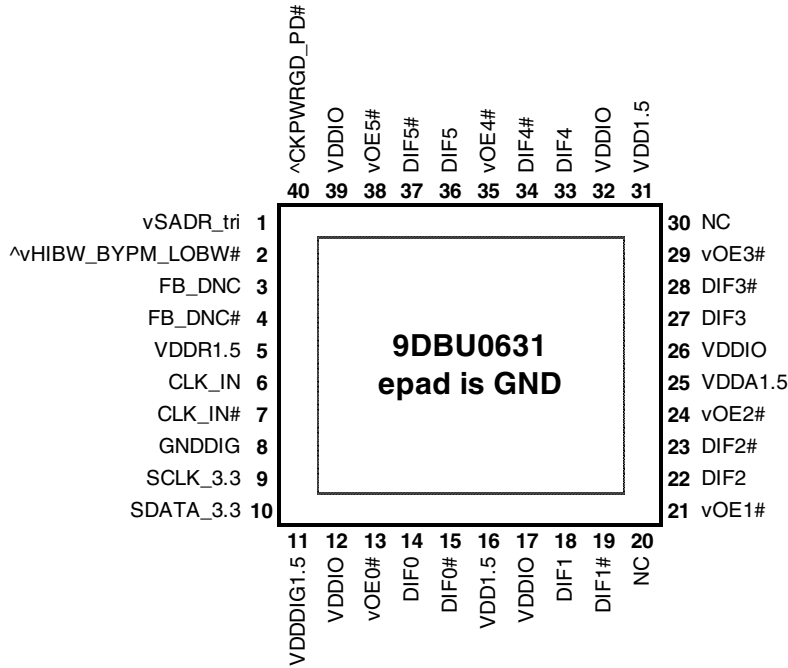 ^CKPWRGD_PD#
VDDIO
vOE5#
DIF5#
DIF5
vOE4#
DIF4#
DIF4
VDDIO
VDD1.5
40 39 38 37 36 35 34 33 32 31
vSADR_tri 1
^vHIBW_BYPM_LOBW# 2
FB_DNC 3
FB_DNC# 4
VDDR1.5 5
CLK_IN 6
CLK_IN# 7
GNDDIG 8
SCLK_3.3 9
SDATA_3.3 10
9DBU0631
epad is GND
30 NC
29 vOE3#
28 DIF3#
27 DIF3
26 VDDIO
25 VDDA1.5
24 vOE2#
23 DIF2#
22 DIF2
21 vOE1#
11 12 13 14 15 16 17 18 19 20
VDDDIG1.5
VDDIO
vOE0#
DIF0
DIF0#
VDD1.5
VDDIO
DIF1
DIF1#
NC